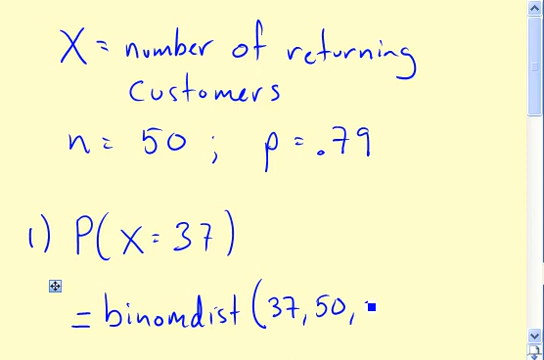 X = number of returning
customers
n = 50 ; p = .79
1) P(X=37)
= binomdist(37,50,